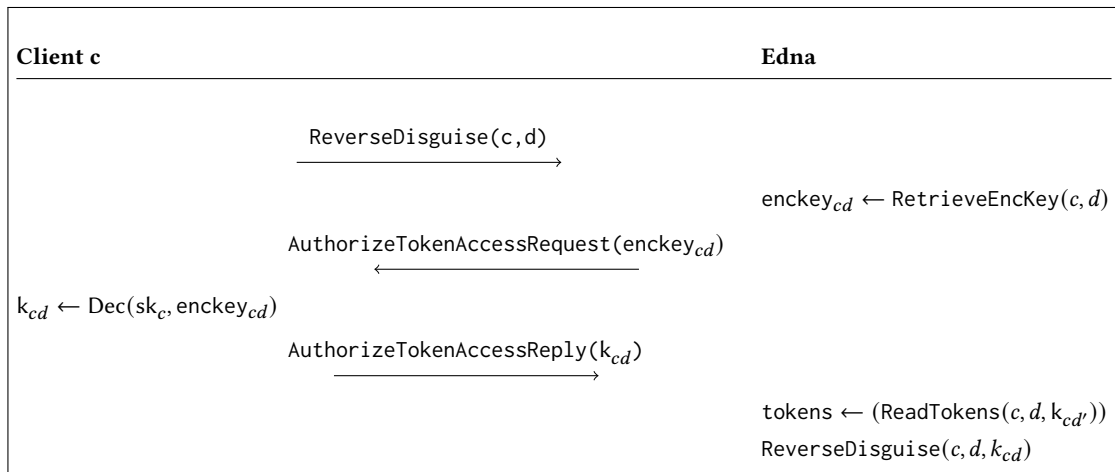 Client c Edna
ReverseDisguise(c,d)
enckey_cd ← RetrieveEncKey(c, d)
AuthorizeTokenAccessRequest(enckey_cd)
k_cd ← Dec(sk_c, enckey_cd)
AuthorizeTokenAccessReply(k_cd)
tokens ← (ReadTokens(c, d, k_cd′))
ReverseDisguise(c, d, k_cd)